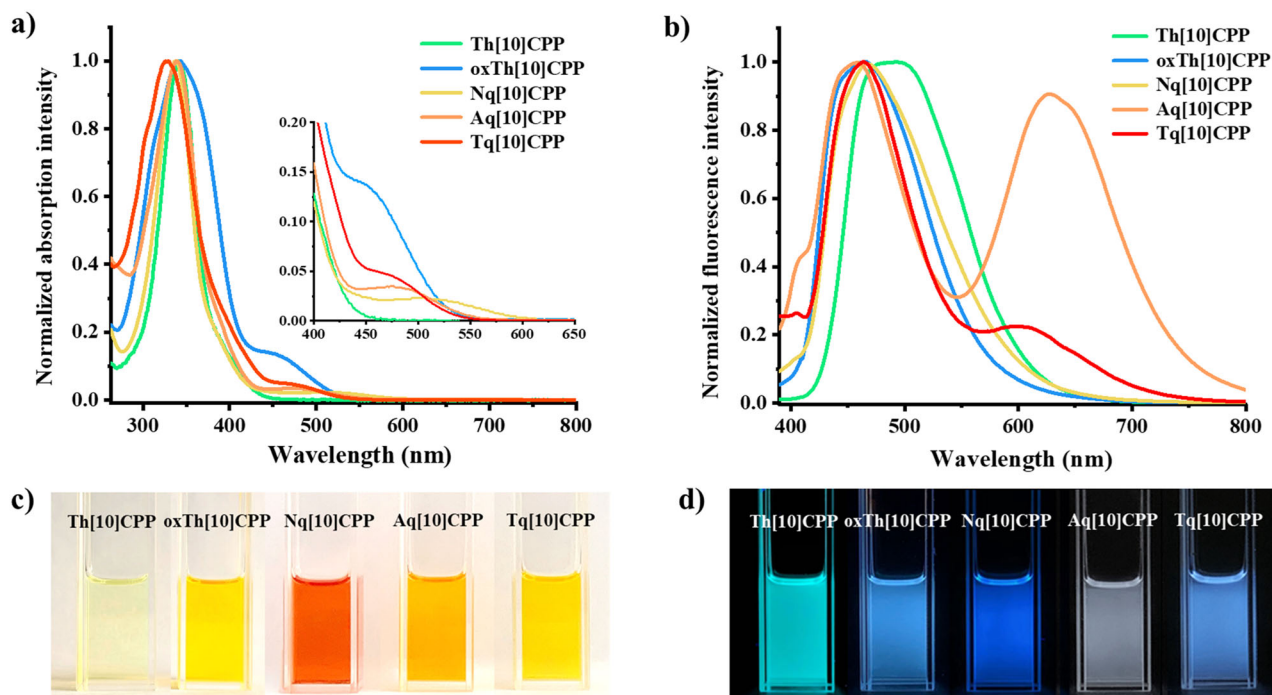 a)
Normalized absorption intensity
1.0
0.8
0.6
0.4
0.2
0.0
300 400 500 600 700 800
Wavelength (nm)
Th[10]CPP
oxTh[10]CPP
Nq[10]CPP
Aq[10]CPP
Tq[10]CPP
0.20
0.15
0.10
0.05
0.00
400 450 500 550 600 650
b)
Normalized fluorescence intensity
1.0
0.8
0.6
0.4
0.2
0.0
400 500 600 700 800
Wavelength (nm)
Th[10]CPP
oxTh[10]CPP
Nq[10]CPP
Aq[10]CPP
Tq[10]CPP
c)
Th[10]CPP oxTh[10]CPP Nq[10]CPP Aq[10]CPP Tq[10]CPP
d)
Th[10]CPP oxTh[10]CPP Nq[10]CPP Aq[10]CPP Tq[10]CPP